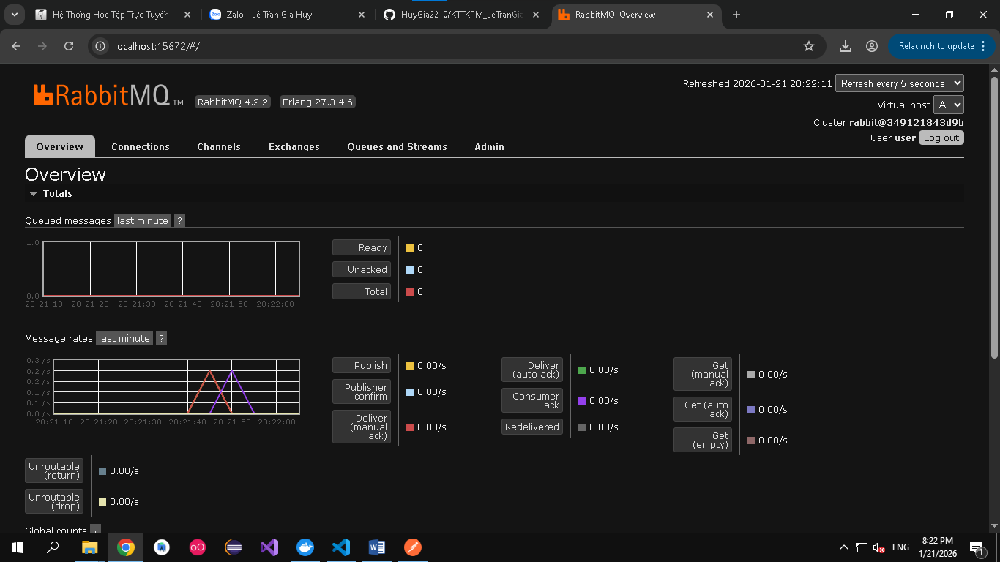 Hệ Thống Học Tập Trực Tuyến -
Zalo - Lê Trần Gia Huy
HuyGia2210/KTTKPM_LeTranGia
RabbitMQ: Overview
localhost:15672/#/
Relaunch to update
RabbitMQ TM
RabbitMQ 4.2.2
Erlang 27.3.4.6
Refreshed 2026-01-21 20:22:11
Refresh every 5 seconds
Virtual host All
Cluster rabbit@349121843d9b
User user Log out
Overview
Connections
Channels
Exchanges
Queues and Streams
Admin
Overview
Totals
Queued messages last minute ?
1.0
0.0
20:21:10 20:21:20 20:21:30 20:21:40 20:21:50 20:22:00
Ready 0
Unacked 0
Total 0
Message rates last minute ?
0.3 /s
0.2 /s
0.2 /s
0.1 /s
0.1 /s
0.0 /s
20:21:10 20:21:20 20:21:30 20:21:40 20:21:50 20:22:00
Publish 0.00/s
Publisher
confirm 0.00/s
Deliver
(manual 0.00/s
ack)
Deliver
(auto ack) 0.00/s
Consumer
ack 0.00/s
Redelivered 0.00/s
Get
(manual 0.00/s
ack)
Get (auto
ack) 0.00/s
Get
(empty) 0.00/s
Unroutable
(return) 0.00/s
Unroutable
(drop) 0.00/s
Global counts ?
ENG
8:22 PM
1/21/2026
1